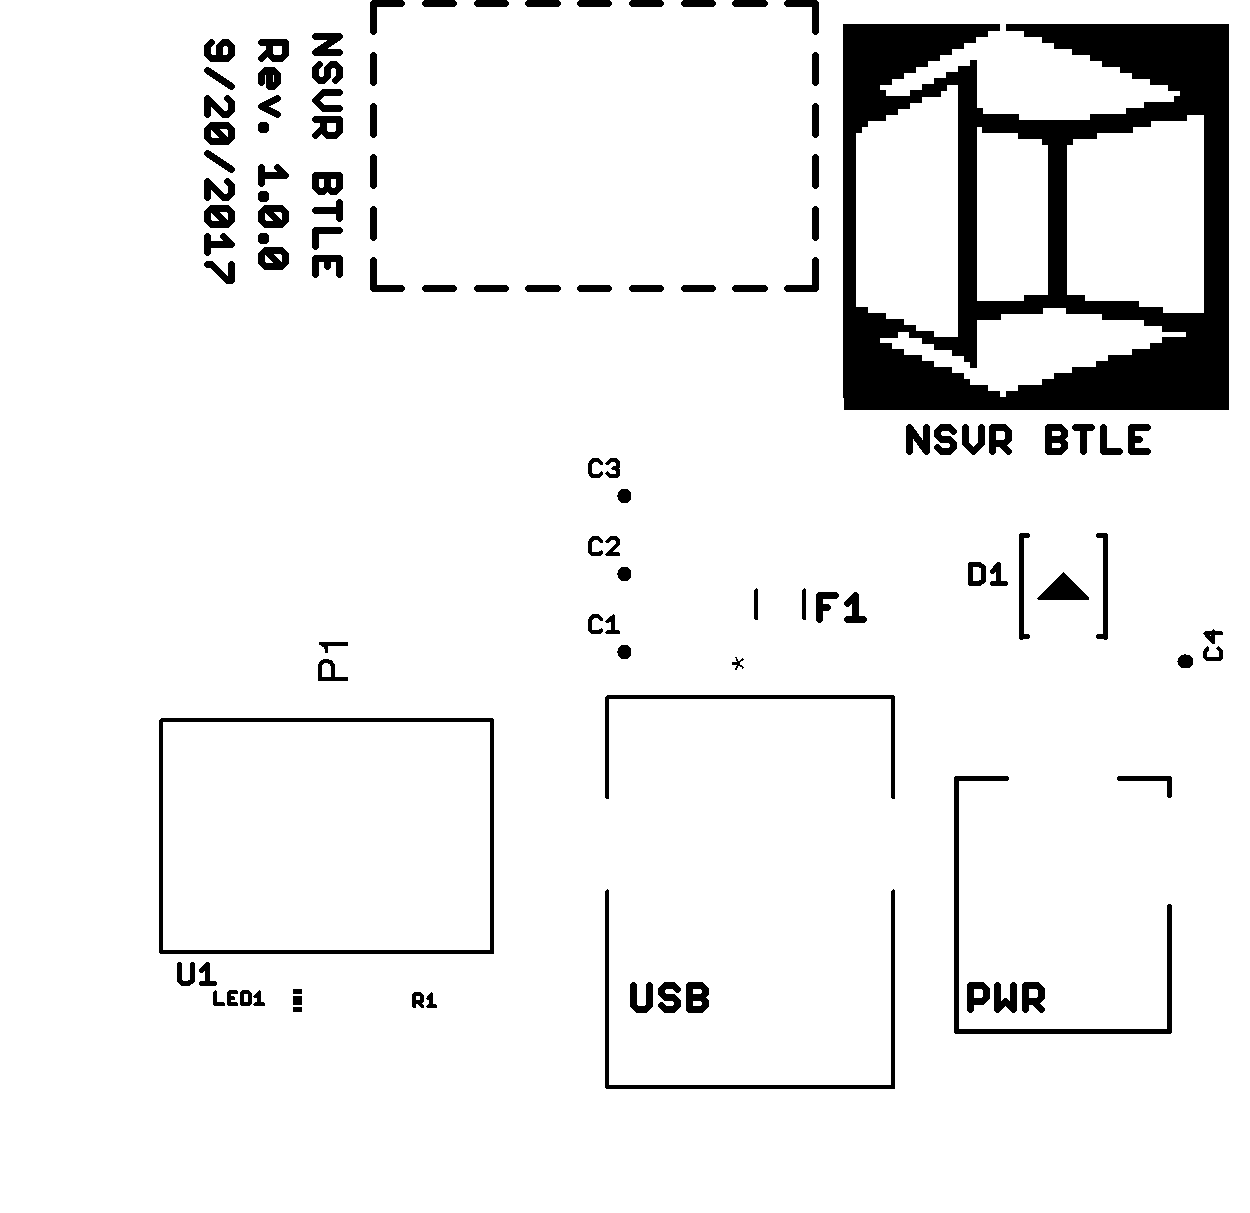 NSVR BTLE
Rev. 1.0.0
9/20/2017
NSVR BTLE
C3
C2
D1
C1
F1
C4
P1
*
U1
LED1
R1
USB
PWR